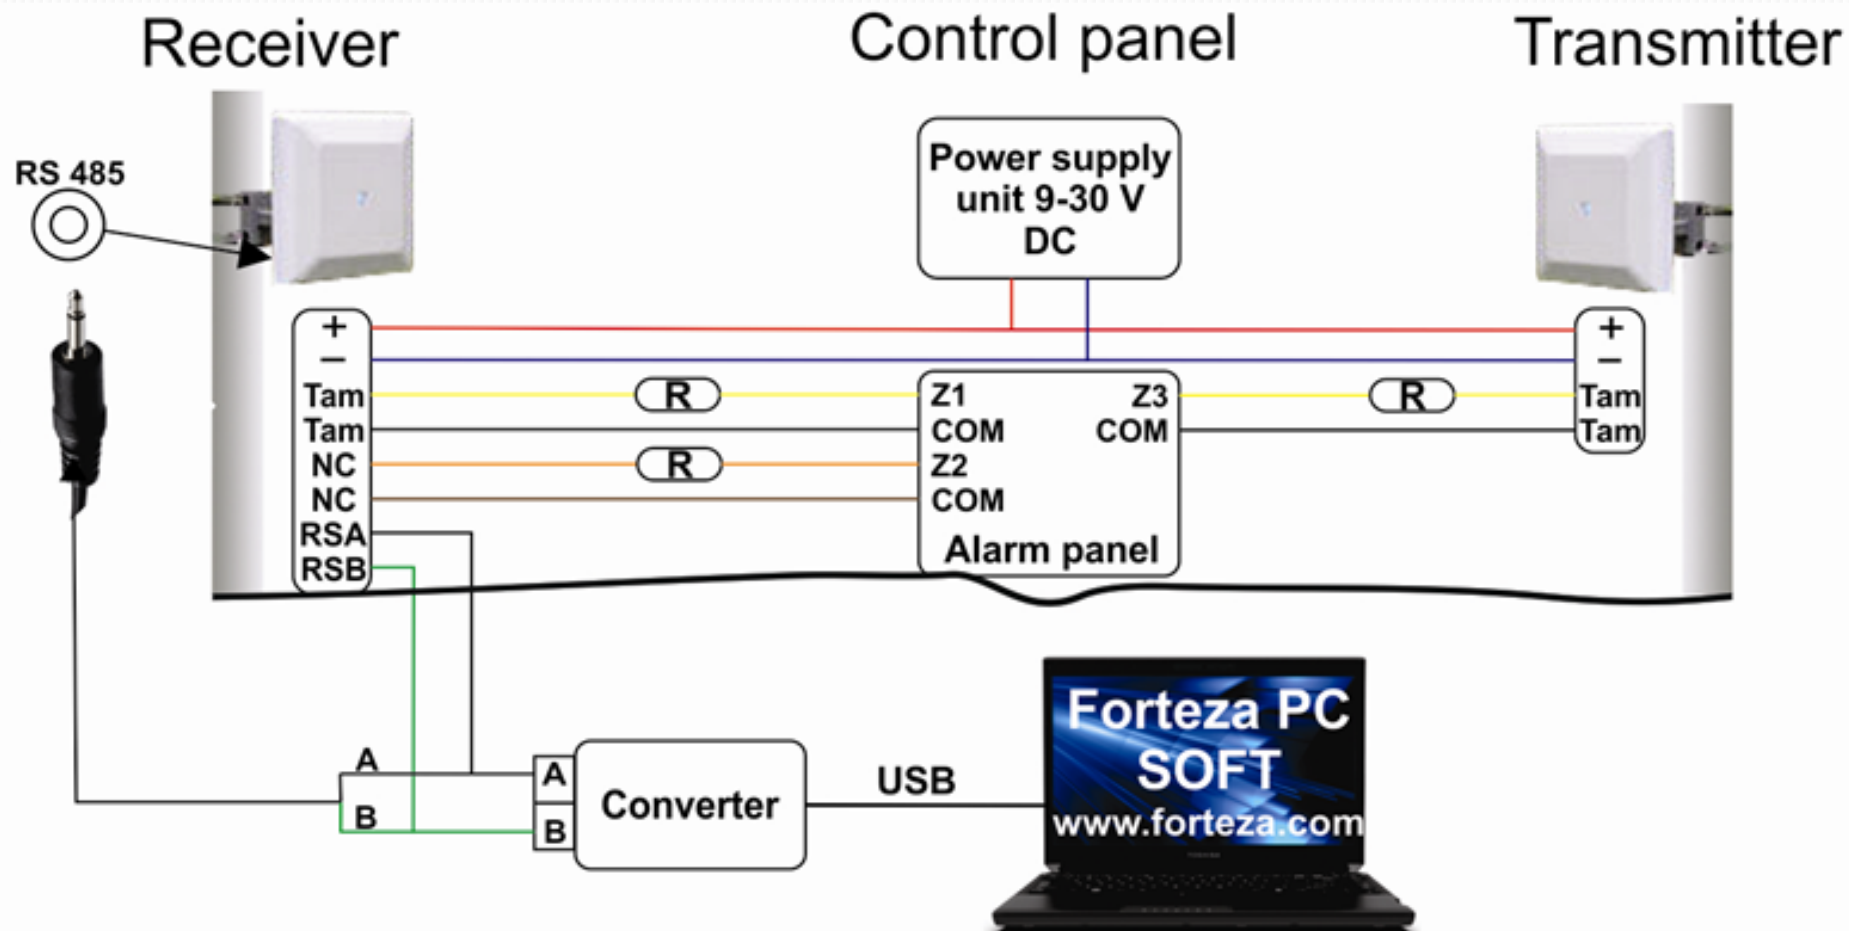 Receiver
Control panel
Transmitter
RS 485
Power supply
unit 9-30 V
DC
+
−
Tam
Tam
NC
NC
RSA
RSB
R
R
Z1
COM
Z2
COM
Z3
COM
Alarm panel
R
+
−
Tam
Tam
A
B
A
B
Converter
USB
Forteza PC
SOFT
www.forteza.com